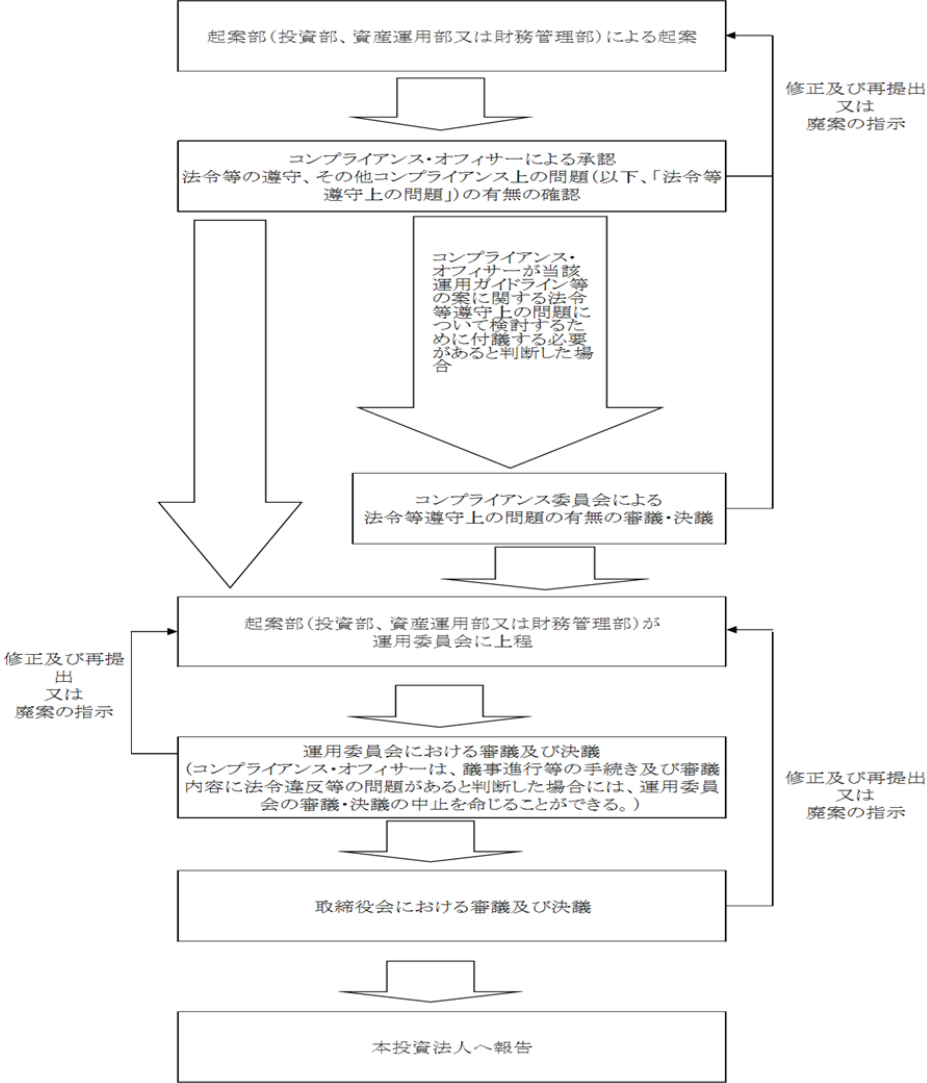 起案部(投資部、資産運用部又は財務管理部)による起案
修正及び再提出
又は
廃案の指示
コンプライアンス・オフィサーによる承認
法令等の遵守、その他コンプライアンス上の問題(以下、「法令等
遵守上の問題」)の有無の確認
コンプライアンス・
オフィサーが当該
運用ガイドライン等
の案に関する法令
等遵守上の問題に
ついて検討するた
めに付議する必要
があると判断した場
合
コンプライアンス委員会による
法令等遵守上の問題の有無の審議・決議
起案部(投資部、資産運用部又は財務管理部)が
運用委員会に上程
修正及び再提
出
又は
廃案の指示
運用委員会における審議及び決議
(コンプライアンス・オフィサーは、議事進行等の手続き及び審議
内容に法令違反等の問題があると判断した場合には、運用委員
会の審議・決議の中止を命じることができる。)
修正及び再提出
又は
廃案の指示
取締役会における審議及び決議
本投資法人へ報告